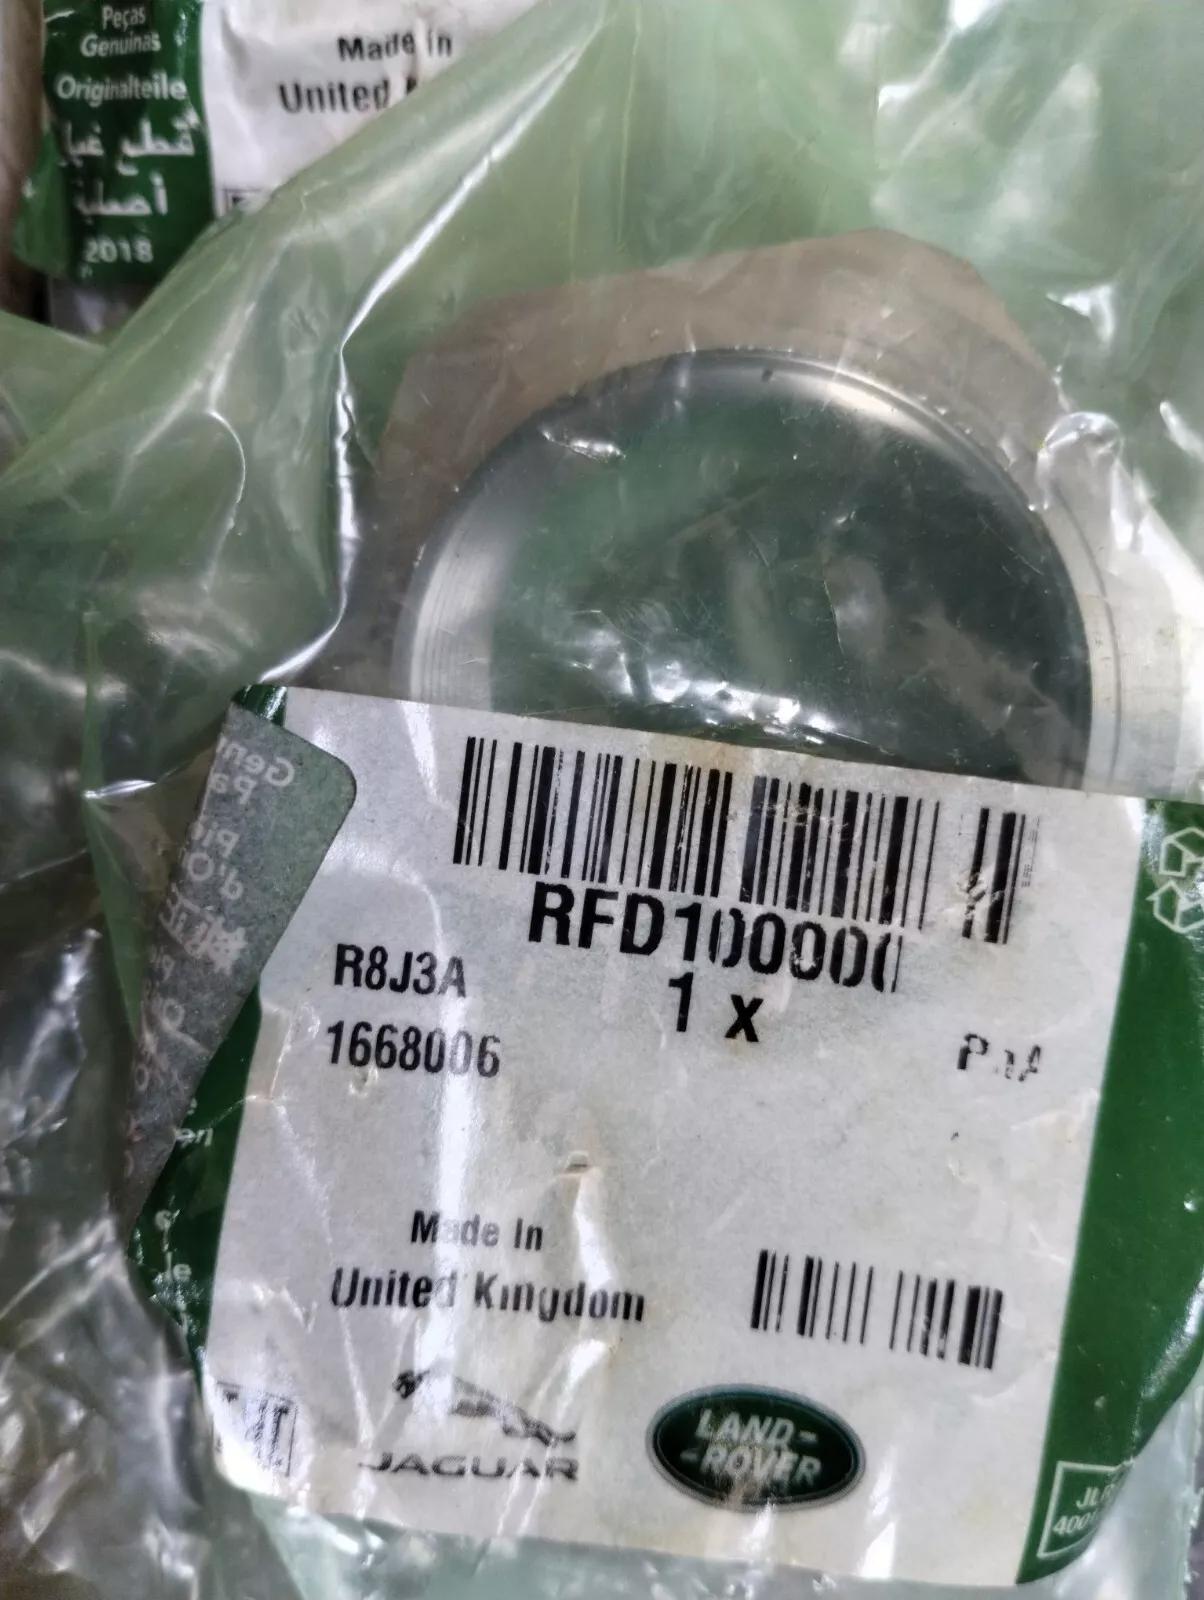 Peças
Genuínas
Originalteile
قطع غيار
أصلية
2018
Made in
United
RFD100000
1 x
R8J3A
1668006
Made In
United Kingdom
JAGUAR
LAND-
-ROVER